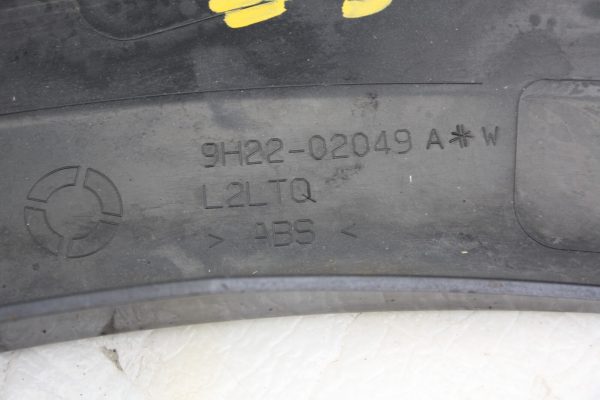 9H22-02049 A*W
L2LTQ
> ABS <